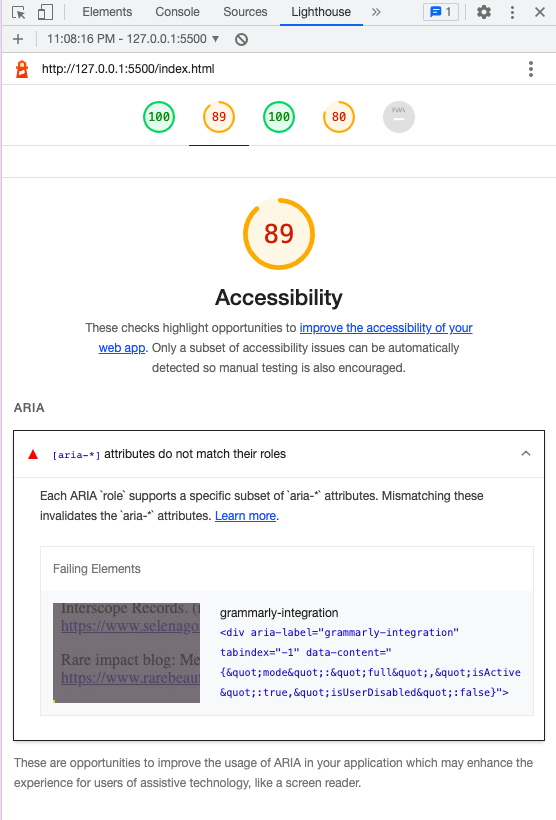 Elements Console Sources Lighthouse » 1
+ 11:08:16 PM - 127.0.0.1:5500 ▼
http://127.0.0.1:5500/index.html
100 89 100 80 PWA
89
Accessibility
These checks highlight opportunities to improve the accessibility of your
web app. Only a subset of accessibility issues can be automatically
detected so manual testing is also encouraged.
ARIA
[aria-*] attributes do not match their roles
Each ARIA `role` supports a specific subset of `aria-*` attributes. Mismatching these
invalidates the `aria-*` attributes. Learn more.
Failing Elements
Interscope Records. (
https://www.selenago
Rare impact blog: Me
https://www.rarebeaut
grammarly-integration
<div aria-label="grammarly-integration"
tabindex="-1" data-content="
{&quot;mode&quot;:&quot;full&quot;,&quot;isActive
&quot;:true,&quot;isUserDisabled&quot;:false}">
These are opportunities to improve the usage of ARIA in your application which may enhance the
experience for users of assistive technology, like a screen reader.